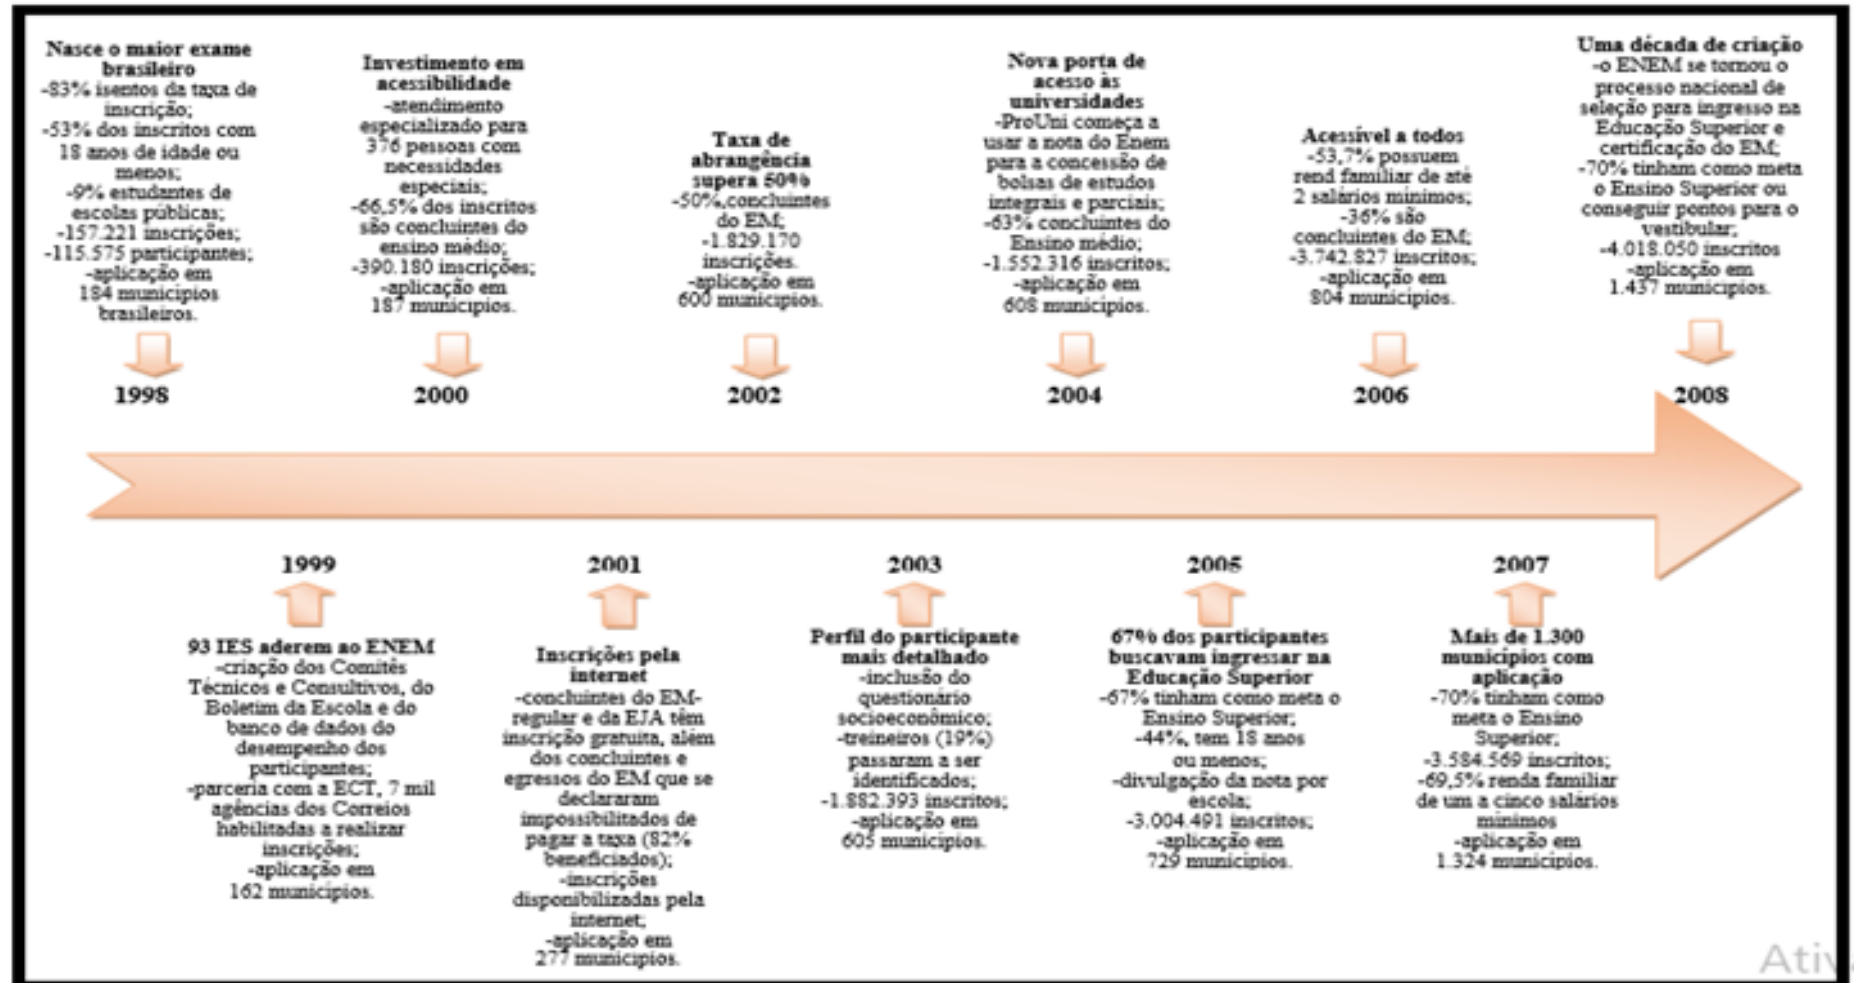 Nasce o maior exame
brasileiro
-83% isentos da taxa de
inscrição;
-53% dos inscritos com
18 anos de idade ou
menos;
-9% estudantes de
escolas públicas;
-157.221 inscrições;
-115.575 participantes;
-aplicação em
184 municípios
brasileiros.
1998
Investimento em
acessibilidade
-atendimento
especializado para
376 pessoas com
necessidades
especiais;
-66,5% dos inscritos
são concluintes do
ensino médio;
-390.180 inscrições;
-aplicação em
187 municípios.
2000
Taxa de
abrangência
supera 50%
-50%,concluintes
do EM;
-1.829.170
inscrições.
-aplicação em
600 municípios.
2002
Nova porta de
acesso às
universidades
-ProUni começa a
usar a nota do Enem
para a concessão de
bolsas de estudos
integrais e parciais;
-63% concluintes do
Ensino médio;
-1.552.316 inscritos;
-aplicação em
608 municípios.
2004
Acessível a todos
-53,7% possuem
rend familiar de até
2 salários mínimos;
-36% são
concluintes do EM;
-3.742.827 inscritos;
-aplicação em
804 municípios.
2006
Uma década de criação
-o ENEM se tornou o
processo nacional de
seleção para ingresso na
Educação Superior e
certificação do EM;
-70% tinham como meta
o Ensino Superior ou
conseguir pontos para o
vestibular;
-4.018.050 inscritos
-aplicação em
1.437 municípios.
2008
1999
93 IES aderem ao ENEM
-criação dos Comitês
Técnicos e Consultivos, do
Boletim da Escola e do
banco de dados do
desempenho dos
participantes;
-parceria com a ECT, 7 mil
agências dos Correios
habilitadas a realizar
inscrições;
-aplicação em
162 municípios.
2001
Inscrições pela
internet
-concluintes do EM-
regular e da EJA têm
inscrição gratuita, além
dos concluintes e
egressos do EM que se
declararam
impossibilitados de
pagar a taxa (82%
beneficiados);
-inscrições
disponibilizadas pela
internet;
-aplicação em
277 municípios.
2003
Perfil do participante
mais detalhado
-inclusão do
questionário
socioeconômico;
-treineiros (19%)
passaram a ser
identificados;
-1.882.393 inscritos;
-aplicação em
605 municípios.
2005
67% dos participantes
buscavam ingressar na
Educação Superior
-67% tinham como meta o
Ensino Superior;
-44%, tem 18 anos
ou menos;
-divulgação da nota por
escola;
-3.004.491 inscritos;
-aplicação em
729 municípios.
2007
Mais de 1.300
municípios com
aplicação
-70% tinham como
meta o Ensino
Superior;
-3.584.569 inscritos;
-69,5% renda familiar
de um a cinco salários
mínimos
-aplicação em
1.324 municípios.